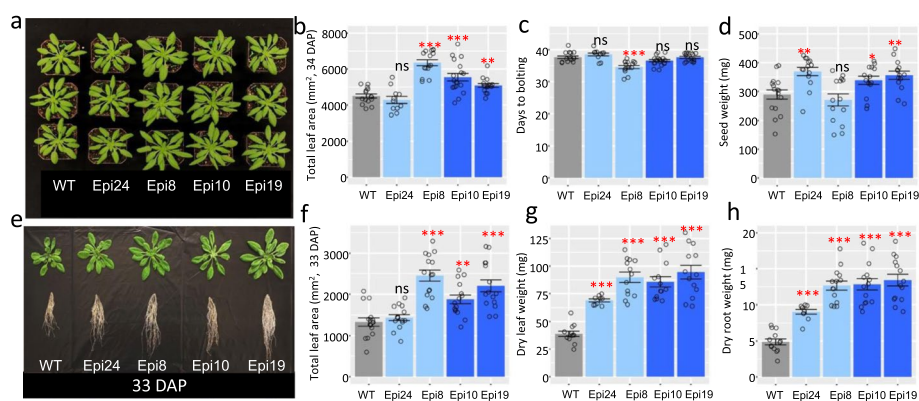 a
WT Epi24 Epi8 Epi10 Epi19
b
Total leaf area (mm², 34 DAP)
8000
6000
4000
2000
0
ns
***
***
**
WT Epi24 Epi8 Epi10 Epi19
c
Days to bolting
40
30
20
10
0
ns
***
ns
ns
WT Epi24 Epi8 Epi10 Epi19
d
Seed weight (mg)
500
400
300
200
100
0
**
ns
*
**
WT Epi24 Epi8 Epi10 Epi19
e
WT Epi24 Epi8 Epi10 Epi19
33 DAP
f
Total leaf area (mm², 33 DAP)
2000
1000
0
ns
***
**
***
WT Epi24 Epi8 Epi10 Epi19
g
Dry leaf weight (mg)
125
100
75
50
25
0
***
***
***
***
WT Epi24 Epi8 Epi10 Epi19
h
Dry root weight (mg)
20
1
10
5
0
***
***
***
***
WT Epi24 Epi8 Epi10 Epi19